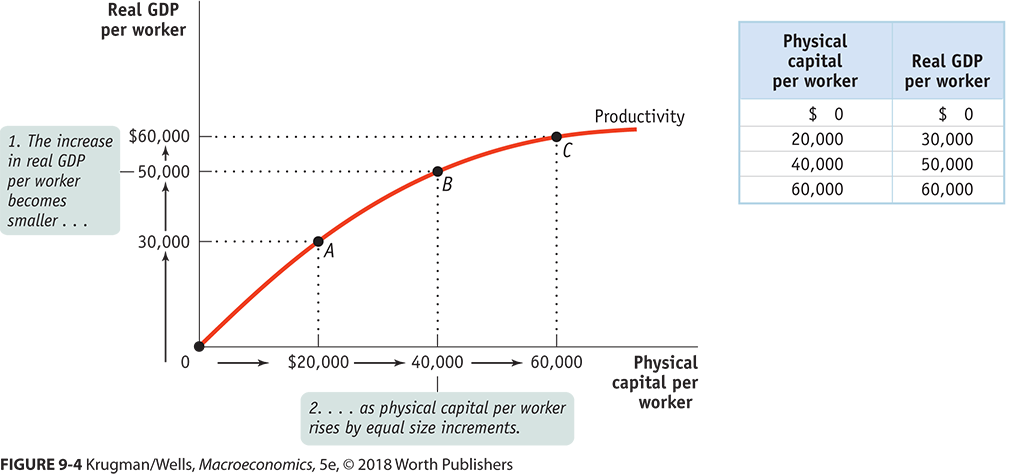 Real GDP
per worker
Productivity
$60,000
50,000
30,000
1. The increase
in real GDP
per worker
becomes
smaller . . .
A
B
C
0
$20,000
40,000
60,000
Physical
capital per
worker
2. . . . as physical capital per worker
rises by equal size increments.
Physical
capital
per worker
Real GDP
per worker
$ 0 $ 0
20,000 30,000
40,000 50,000
60,000 60,000
FIGURE 9-4 Krugman/Wells, Macroeconomics, 5e, © 2018 Worth Publishers